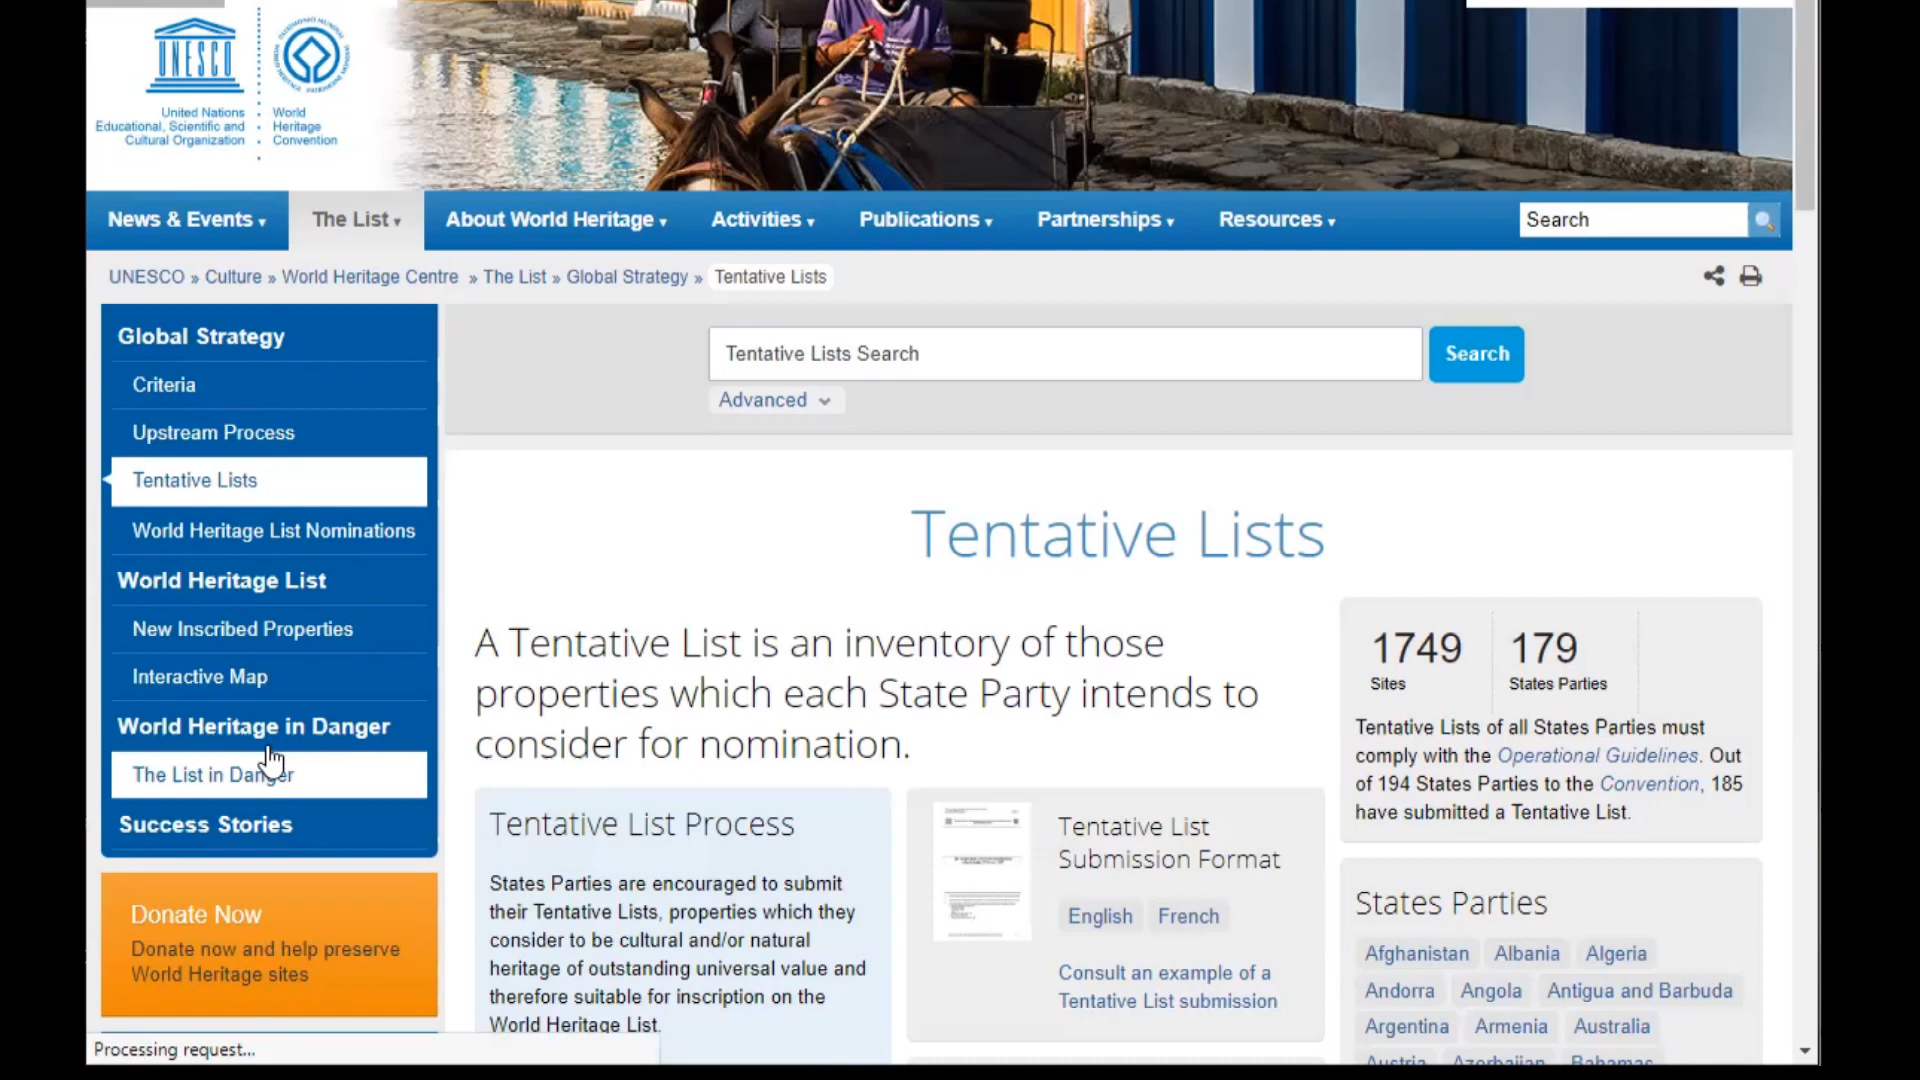 UNESCO
United Nations
Educational, Scientific and
Cultural Organization
World
Heritage
Convention
News & Events
The List
About World Heritage
Activities
Publications
Partnerships
Resources
Search
UNESCO » Culture » World Heritage Centre » The List » Global Strategy » Tentative Lists
Global Strategy
Criteria
Upstream Process
Tentative Lists
World Heritage List Nominations
World Heritage List
New Inscribed Properties
Interactive Map
World Heritage in Danger
The List in Danger
Success Stories
Donate Now
Donate now and help preserve
World Heritage sites
Tentative Lists Search
Search
Advanced
Tentative Lists
A Tentative List is an inventory of those
properties which each State Party intends to
consider for nomination.
Tentative List Process
States Parties are encouraged to submit
their Tentative Lists, properties which they
consider to be cultural and/or natural
heritage of outstanding universal value and
therefore suitable for inscription on the
World Heritage List.
Tentative List
Submission Format
English French
Consult an example of a
Tentative List submission
1749 179
Sites States Parties
Tentative Lists of all States Parties must
comply with the Operational Guidelines. Out
of 194 States Parties to the Convention, 185
have submitted a Tentative List.
States Parties
Afghanistan Albania Algeria
Andorra Angola Antigua and Barbuda
Argentina Armenia Australia
Austria Azerbaijan Bahamas
Processing request...